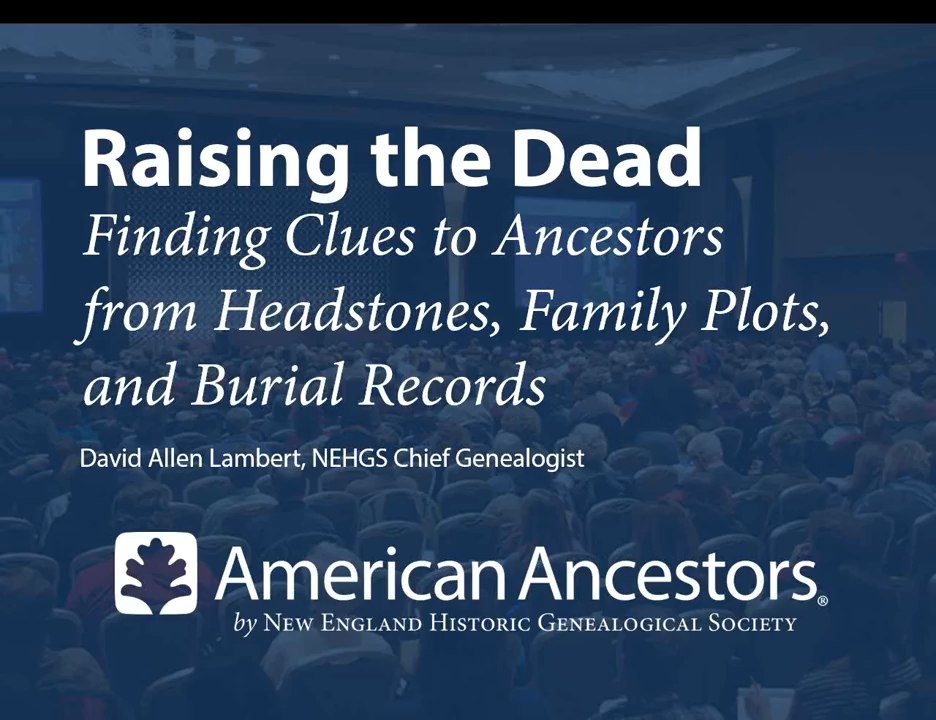 Raising the Dead
Finding Clues to Ancestors
from Headstones, Family Plots,
and Burial Records
David Allen Lambert, NEHGS Chief Genealogist
American Ancestors®
by NEW ENGLAND HISTORIC GENEALOGICAL SOCIETY